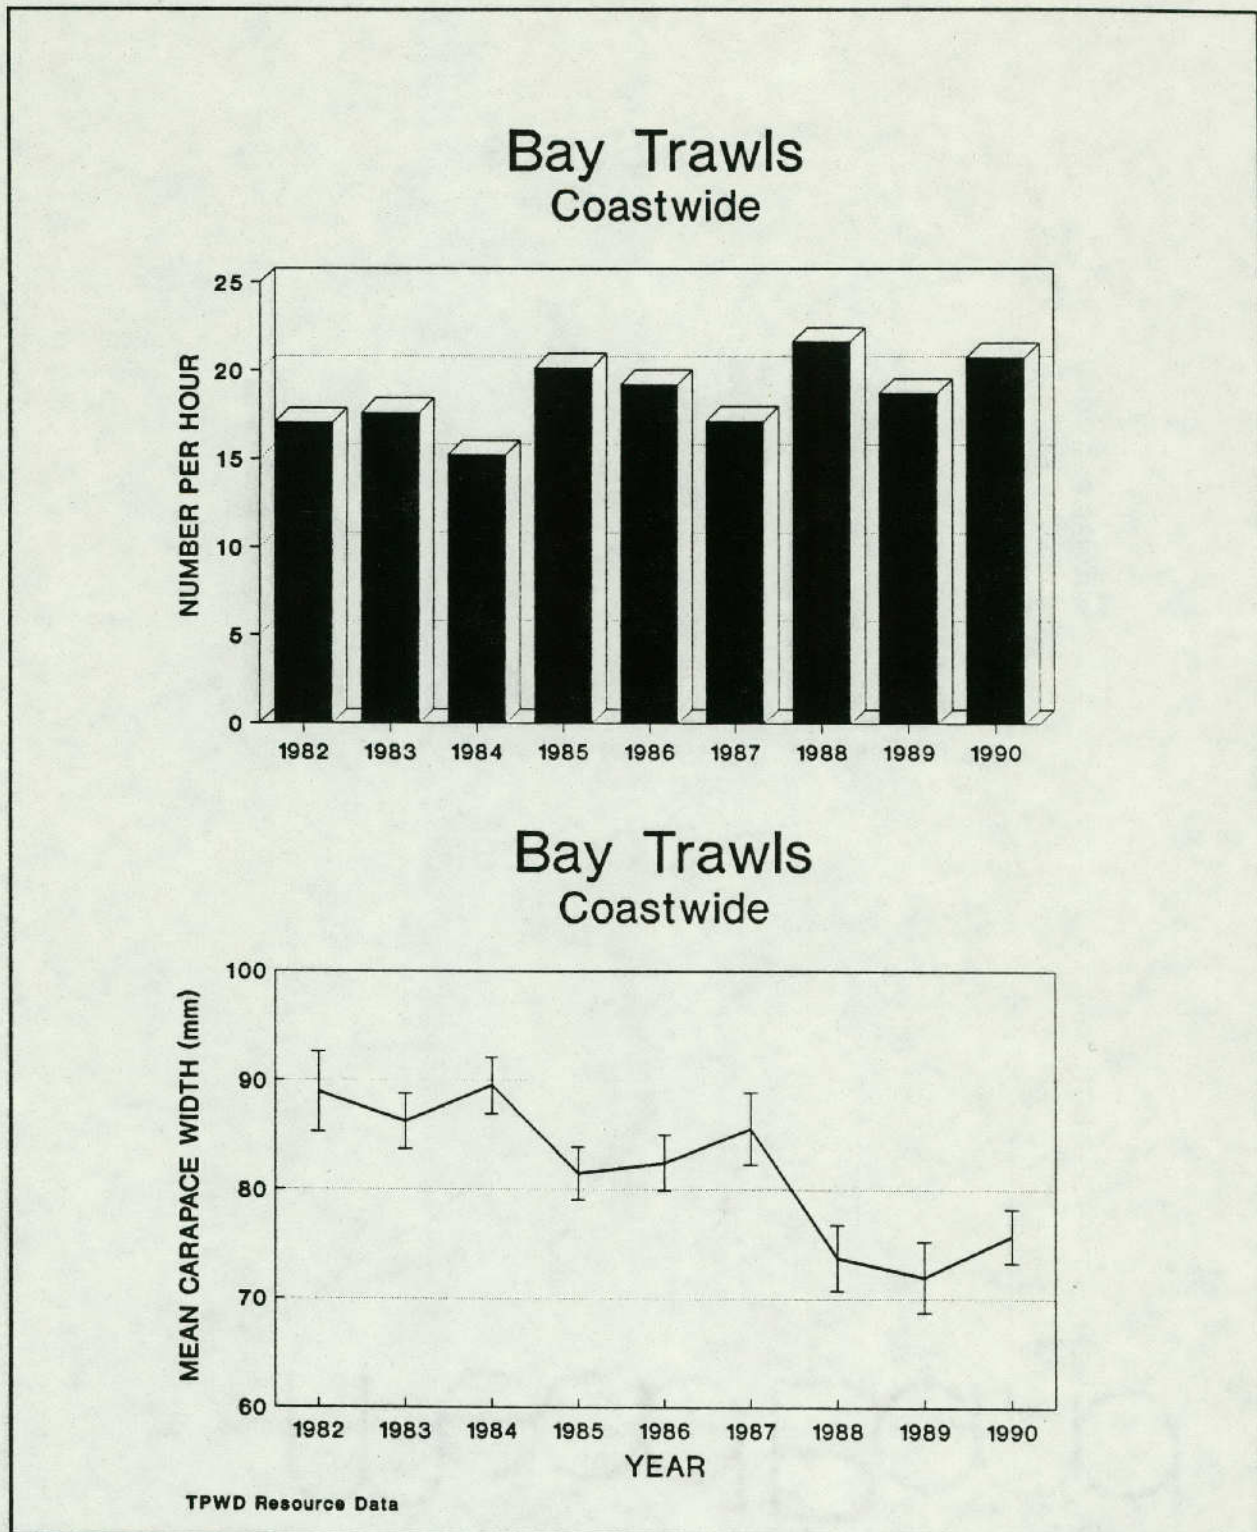 Bay Trawls
Coastwide
NUMBER PER HOUR
25
20
15
10
5
0
1982 1983 1984 1985 1986 1987 1988 1989 1990
Bay Trawls
Coastwide
MEAN CARAPACE WIDTH (mm)
100
90
80
70
60
1982 1983 1984 1985 1986 1987 1988 1989 1990
YEAR
TPWD Resource Data